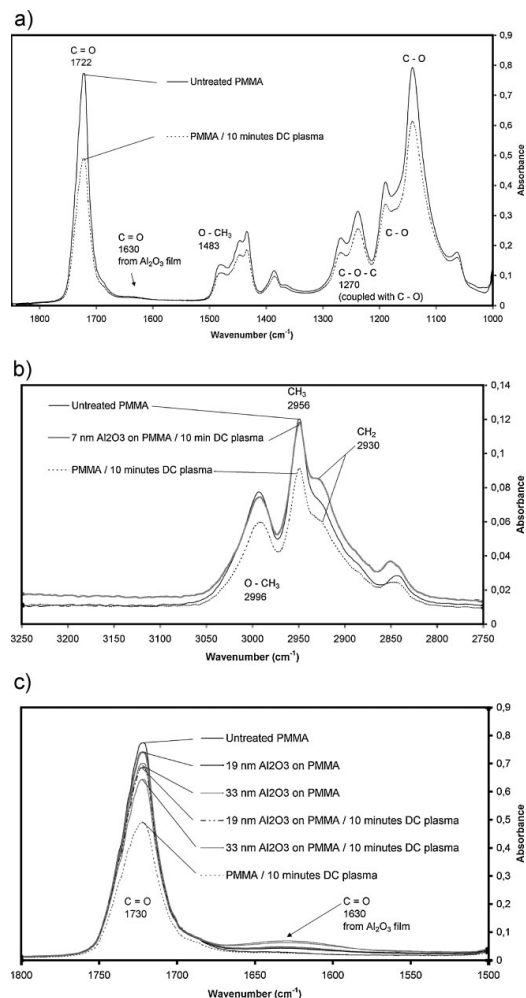 a)
C = O
1722
C - O
Untreated PMMA
PMMA / 10 minutes DC plasma
C = O
1630
from Al₂O₃ film
O - CH₃
1483
C - O
C - O - C
1270
(coupled with C - O)
0,9
0,8
0,7
0,6
0,5
0,4
0,3
0,2
0,1
0
Absorbance
1800 1700 1600 1500 1400 1300 1200 1100 1000
Wavenumber (cm⁻¹)
b)
CH₃
2956
Untreated PMMA
7 nm Al2O3 on PMMA / 10 min DC plasma
CH₂
2930
PMMA / 10 minutes DC plasma
O - CH₃
2996
0,14
0,12
0,1
0,08
0,06
0,04
0,02
0
Absorbance
3250 3200 3150 3100 3050 3000 2950 2900 2850 2800 2750
Wavenumber (cm⁻¹)
c)
Untreated PMMA
19 nm Al2O3 on PMMA
33 nm Al2O3 on PMMA
19 nm Al2O3 on PMMA / 10 minutes DC plasma
33 nm Al2O3 on PMMA / 10 minutes DC plasma
PMMA / 10 minutes DC plasma
C = O
1730
C = O
1630
from Al₂O₃ film
0,9
0,8
0,7
0,6
0,5
0,4
0,3
0,2
0,1
0
Absorbance
1800 1750 1700 1650 1600 1550 1500
Wavenumber (cm⁻¹)